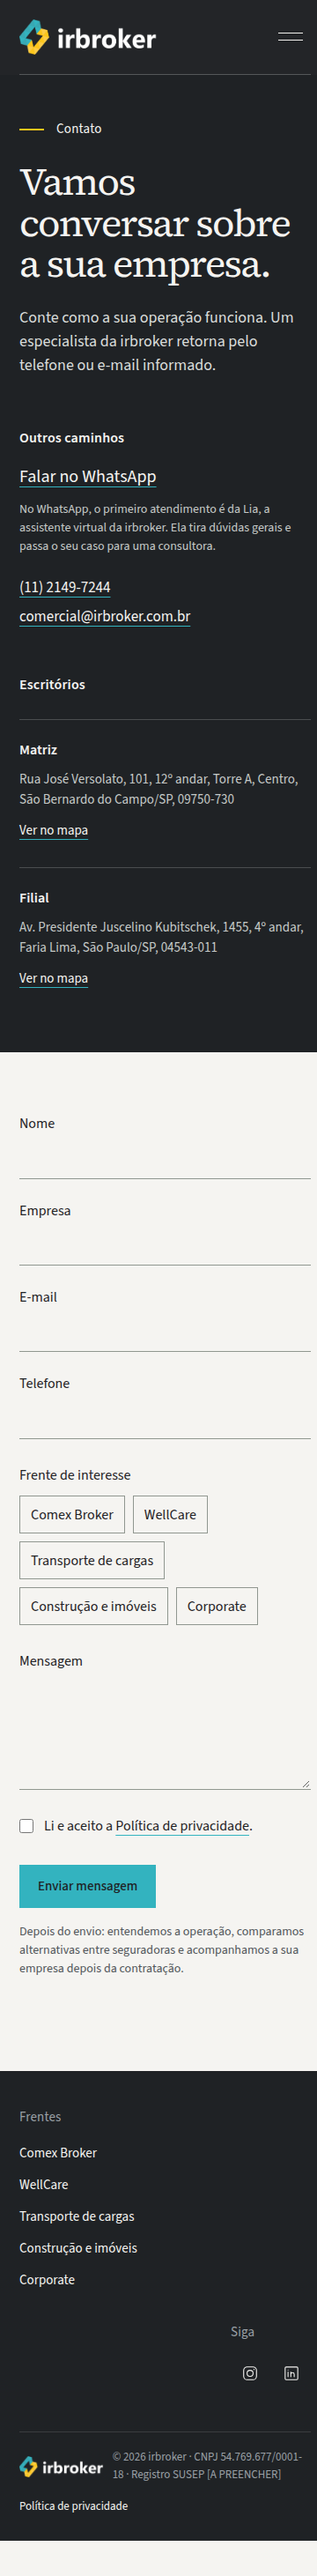 irbroker
Contato
Vamos
conversar sobre
a sua empresa.
Conte como a sua operação funciona. Um
especialista da irbroker retorna pelo
telefone ou e-mail informado.
Outros caminhos
Falar no WhatsApp
No WhatsApp, o primeiro atendimento é da Lia, a
assistente virtual da irbroker. Ela tira dúvidas gerais e
passa o seu caso para uma consultora.
(11) 2149-7244
comercial@irbroker.com.br
Escritórios
Matriz
Rua José Versolato, 101, 12º andar, Torre A, Centro,
São Bernardo do Campo/SP, 09750-730
Ver no mapa
Filial
Av. Presidente Juscelino Kubitschek, 1455, 4º andar,
Faria Lima, São Paulo/SP, 04543-011
Ver no mapa
Nome
Empresa
E-mail
Telefone
Frente de interesse
Comex Broker WellCare
Transporte de cargas
Construção e imóveis Corporate
Mensagem
Li e aceito a Política de privacidade.
Enviar mensagem
Depois do envio: entendemos a operação, comparamos
alternativas entre seguradoras e acompanhamos a sua
empresa depois da contratação.
Frentes
Comex Broker
WellCare
Transporte de cargas
Construção e imóveis
Corporate
Siga
irbroker
© 2026 irbroker · CNPJ 54.769.677/0001-
18 · Registro SUSEP [A PREENCHER]
Política de privacidade